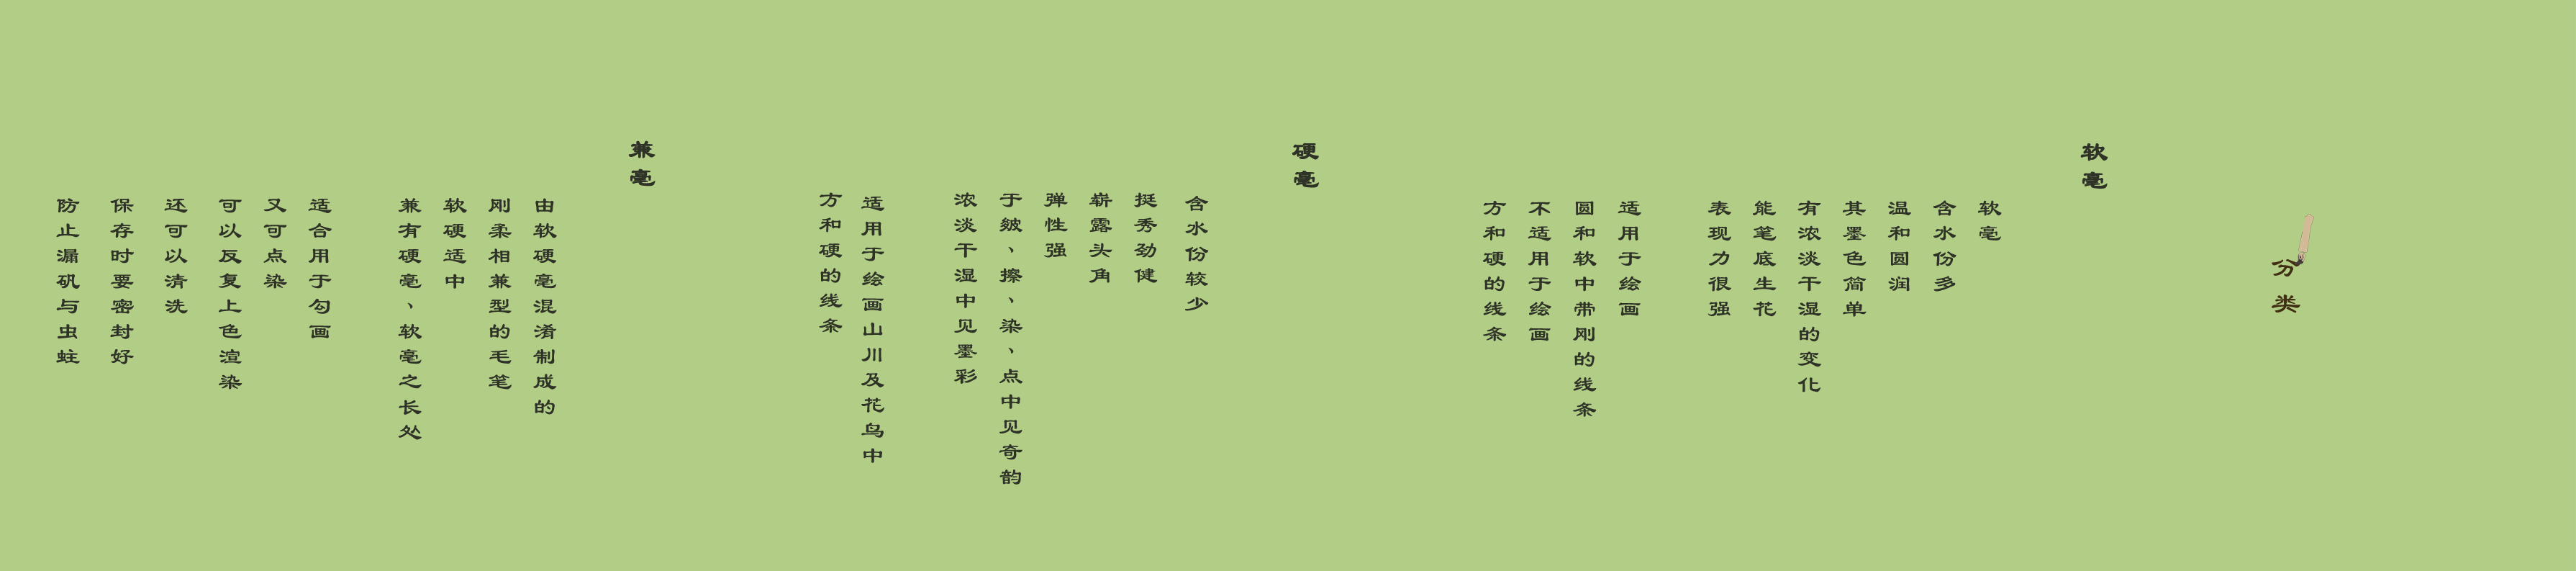 分类
软毫
软毫
含水份多
温和圆润
其墨色简单
有浓淡干湿的变化
能笔底生花
表现力很强
适用于绘画
圆和软中带刚的线条
不适用于绘画
方和硬的线条
硬毫
含水份较少
挺秀劲健
崭露头角
弹性强
于皴、擦、染、点中见奇韵
浓淡干湿中见墨彩
适用于绘画山川及花鸟中
方和硬的线条
兼毫
由软硬毫混淆制成的
刚柔相兼型的毛笔
软硬适中
兼有硬毫、软毫之长处
适合用于勾画
又可点染
可以反复上色渲染
还可以清洗
保存时要密封好
防止漏矾与虫蛀